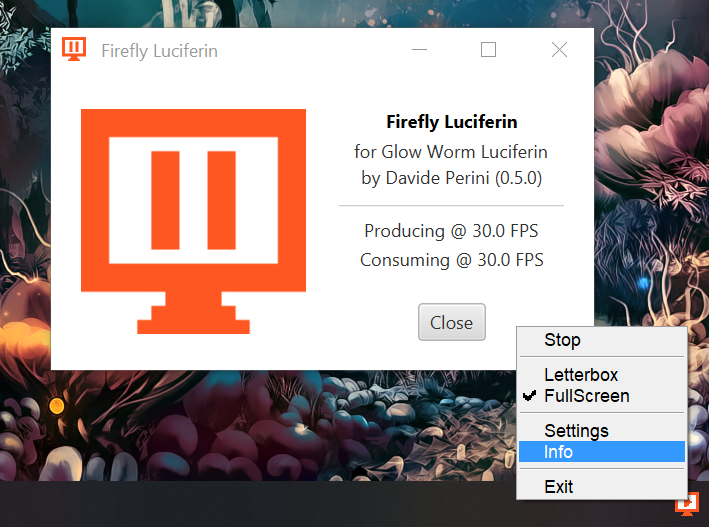 Firefly Luciferin
Firefly Luciferin
for Glow Worm Luciferin
by Davide Perini (0.5.0)
Producing @ 30.0 FPS
Consuming @ 30.0 FPS
Close
Stop
Letterbox
FullScreen
Settings
Info
Exit